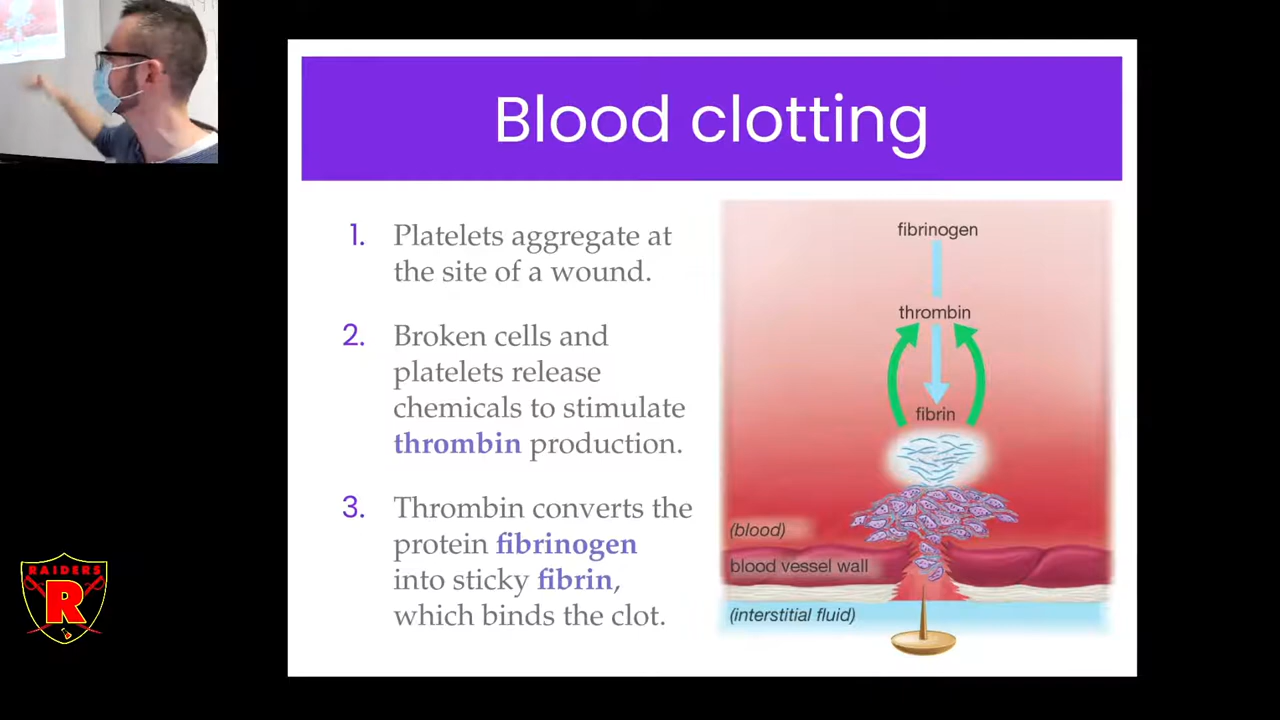 Blood clotting
1. Platelets aggregate at
the site of a wound.
2. Broken cells and
platelets release
chemicals to stimulate
thrombin production.
3. Thrombin converts the
protein fibrinogen
into sticky fibrin,
which binds the clot.
fibrinogen
thrombin
fibrin
(blood)
blood vessel wall
(interstitial fluid)
RAIDERS
R